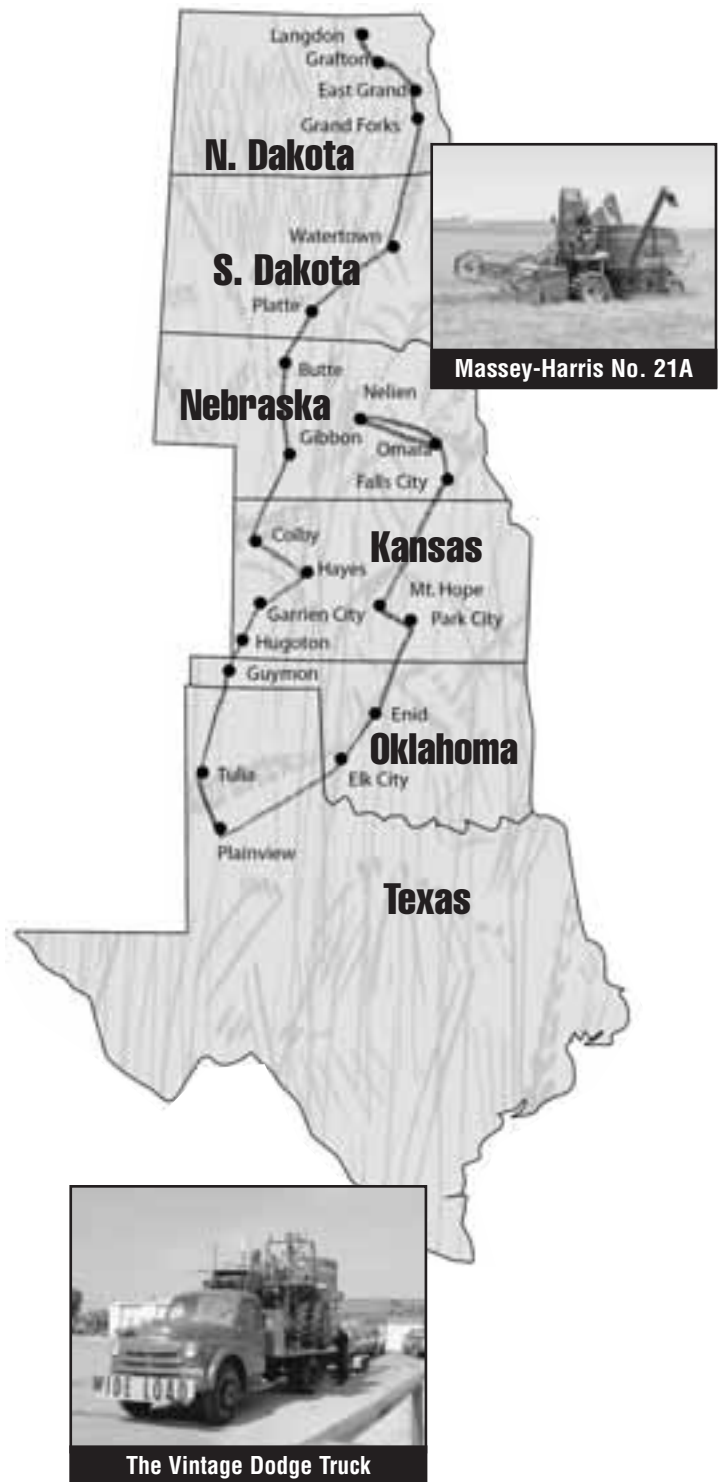 Langdon
Grafton
East Grand
Grand Forks
N. Dakota
Watertown
S. Dakota
Platte
Massey-Harris No. 21A
Butte
Nelien
Nebraska
Gibbon
Omaha
Falls City
Colby
Kansas
Hayes
Mt. Hope
Garrien City
Park City
Hugoton
Guymon
Enid
Oklahoma
Tulia
Elk City
Plainview
Texas
WIDE LOAD
The Vintage Dodge Truck